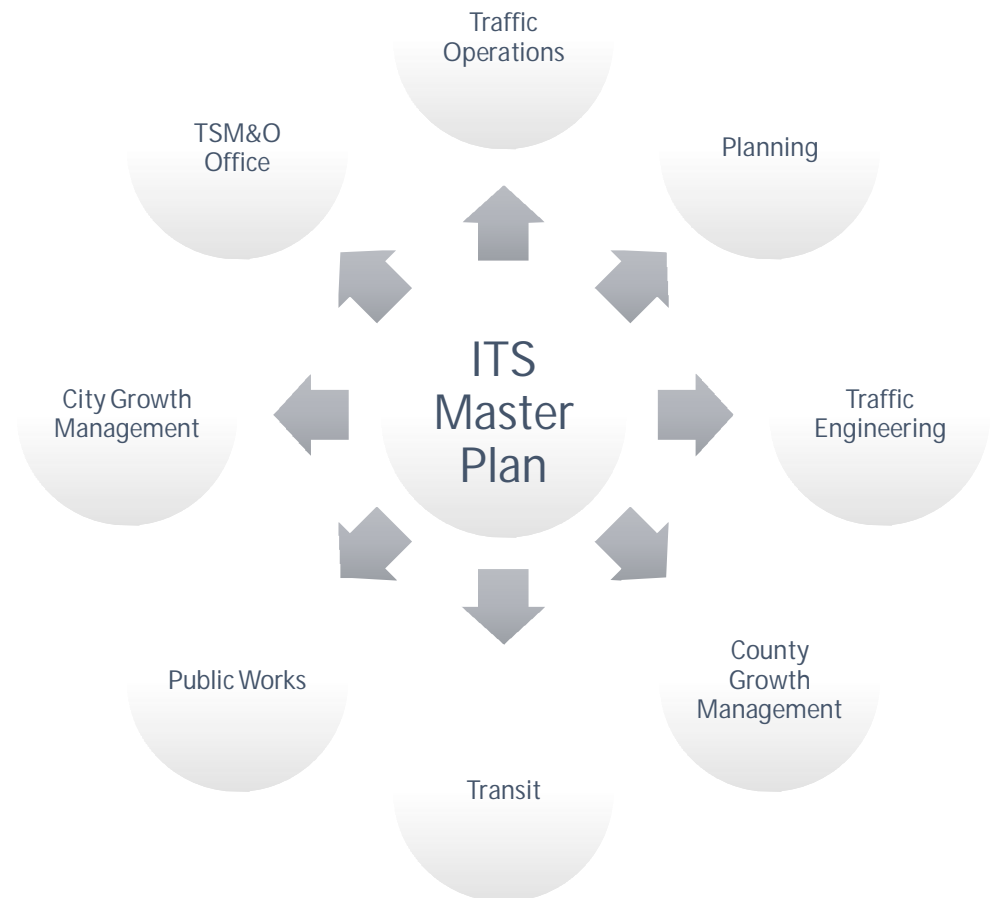 Traffic
Operations
TSM&O
Office
Planning
ITS
Master
Plan
City Growth
Management
Traffic
Engineering
Public Works
County
Growth
Management
Transit